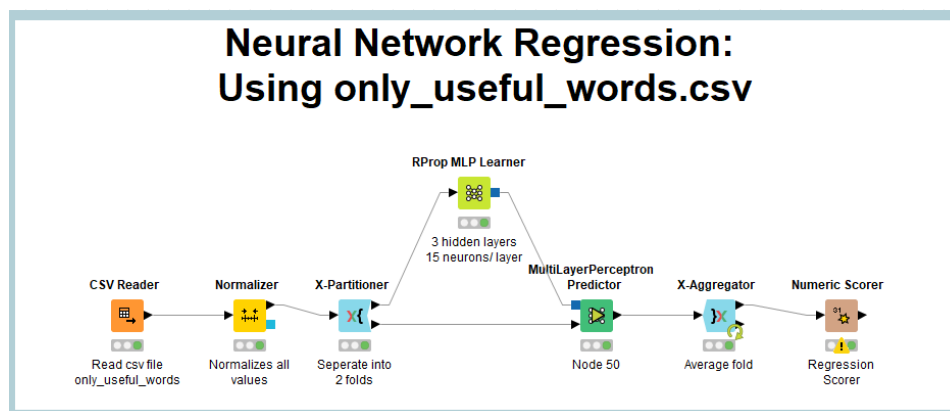 Neural Network Regression:
Using only_useful_words.csv
RProp MLP Learner
3 hidden layers
15 neurons/ layer
CSV Reader
Normalizer
X-Partitioner
MultiLayerPerceptron
Predictor
X-Aggregator
Numeric Scorer
Read csv file
only_useful_words
Normalizes all
values
Seperate into
2 folds
Node 50
Average fold
Regression
Scorer